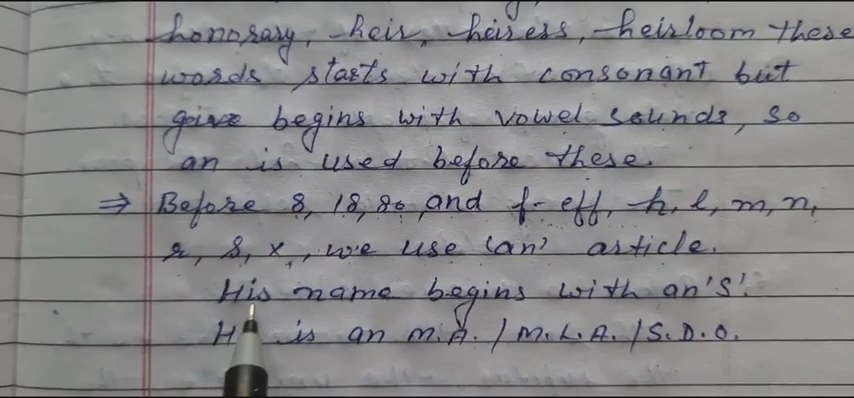 honorary, heir, heiress, heirloom these
words starts with consonant but
give begins with vowel sounds, so
an is used before these.
⇒ Before 8, 18, 80, and f-eff, h, l, m, n,
r, s, x, we use 'an' article.
His name begins with an 'S'.
He is an M.A. / M.L.A. / S.D.O.